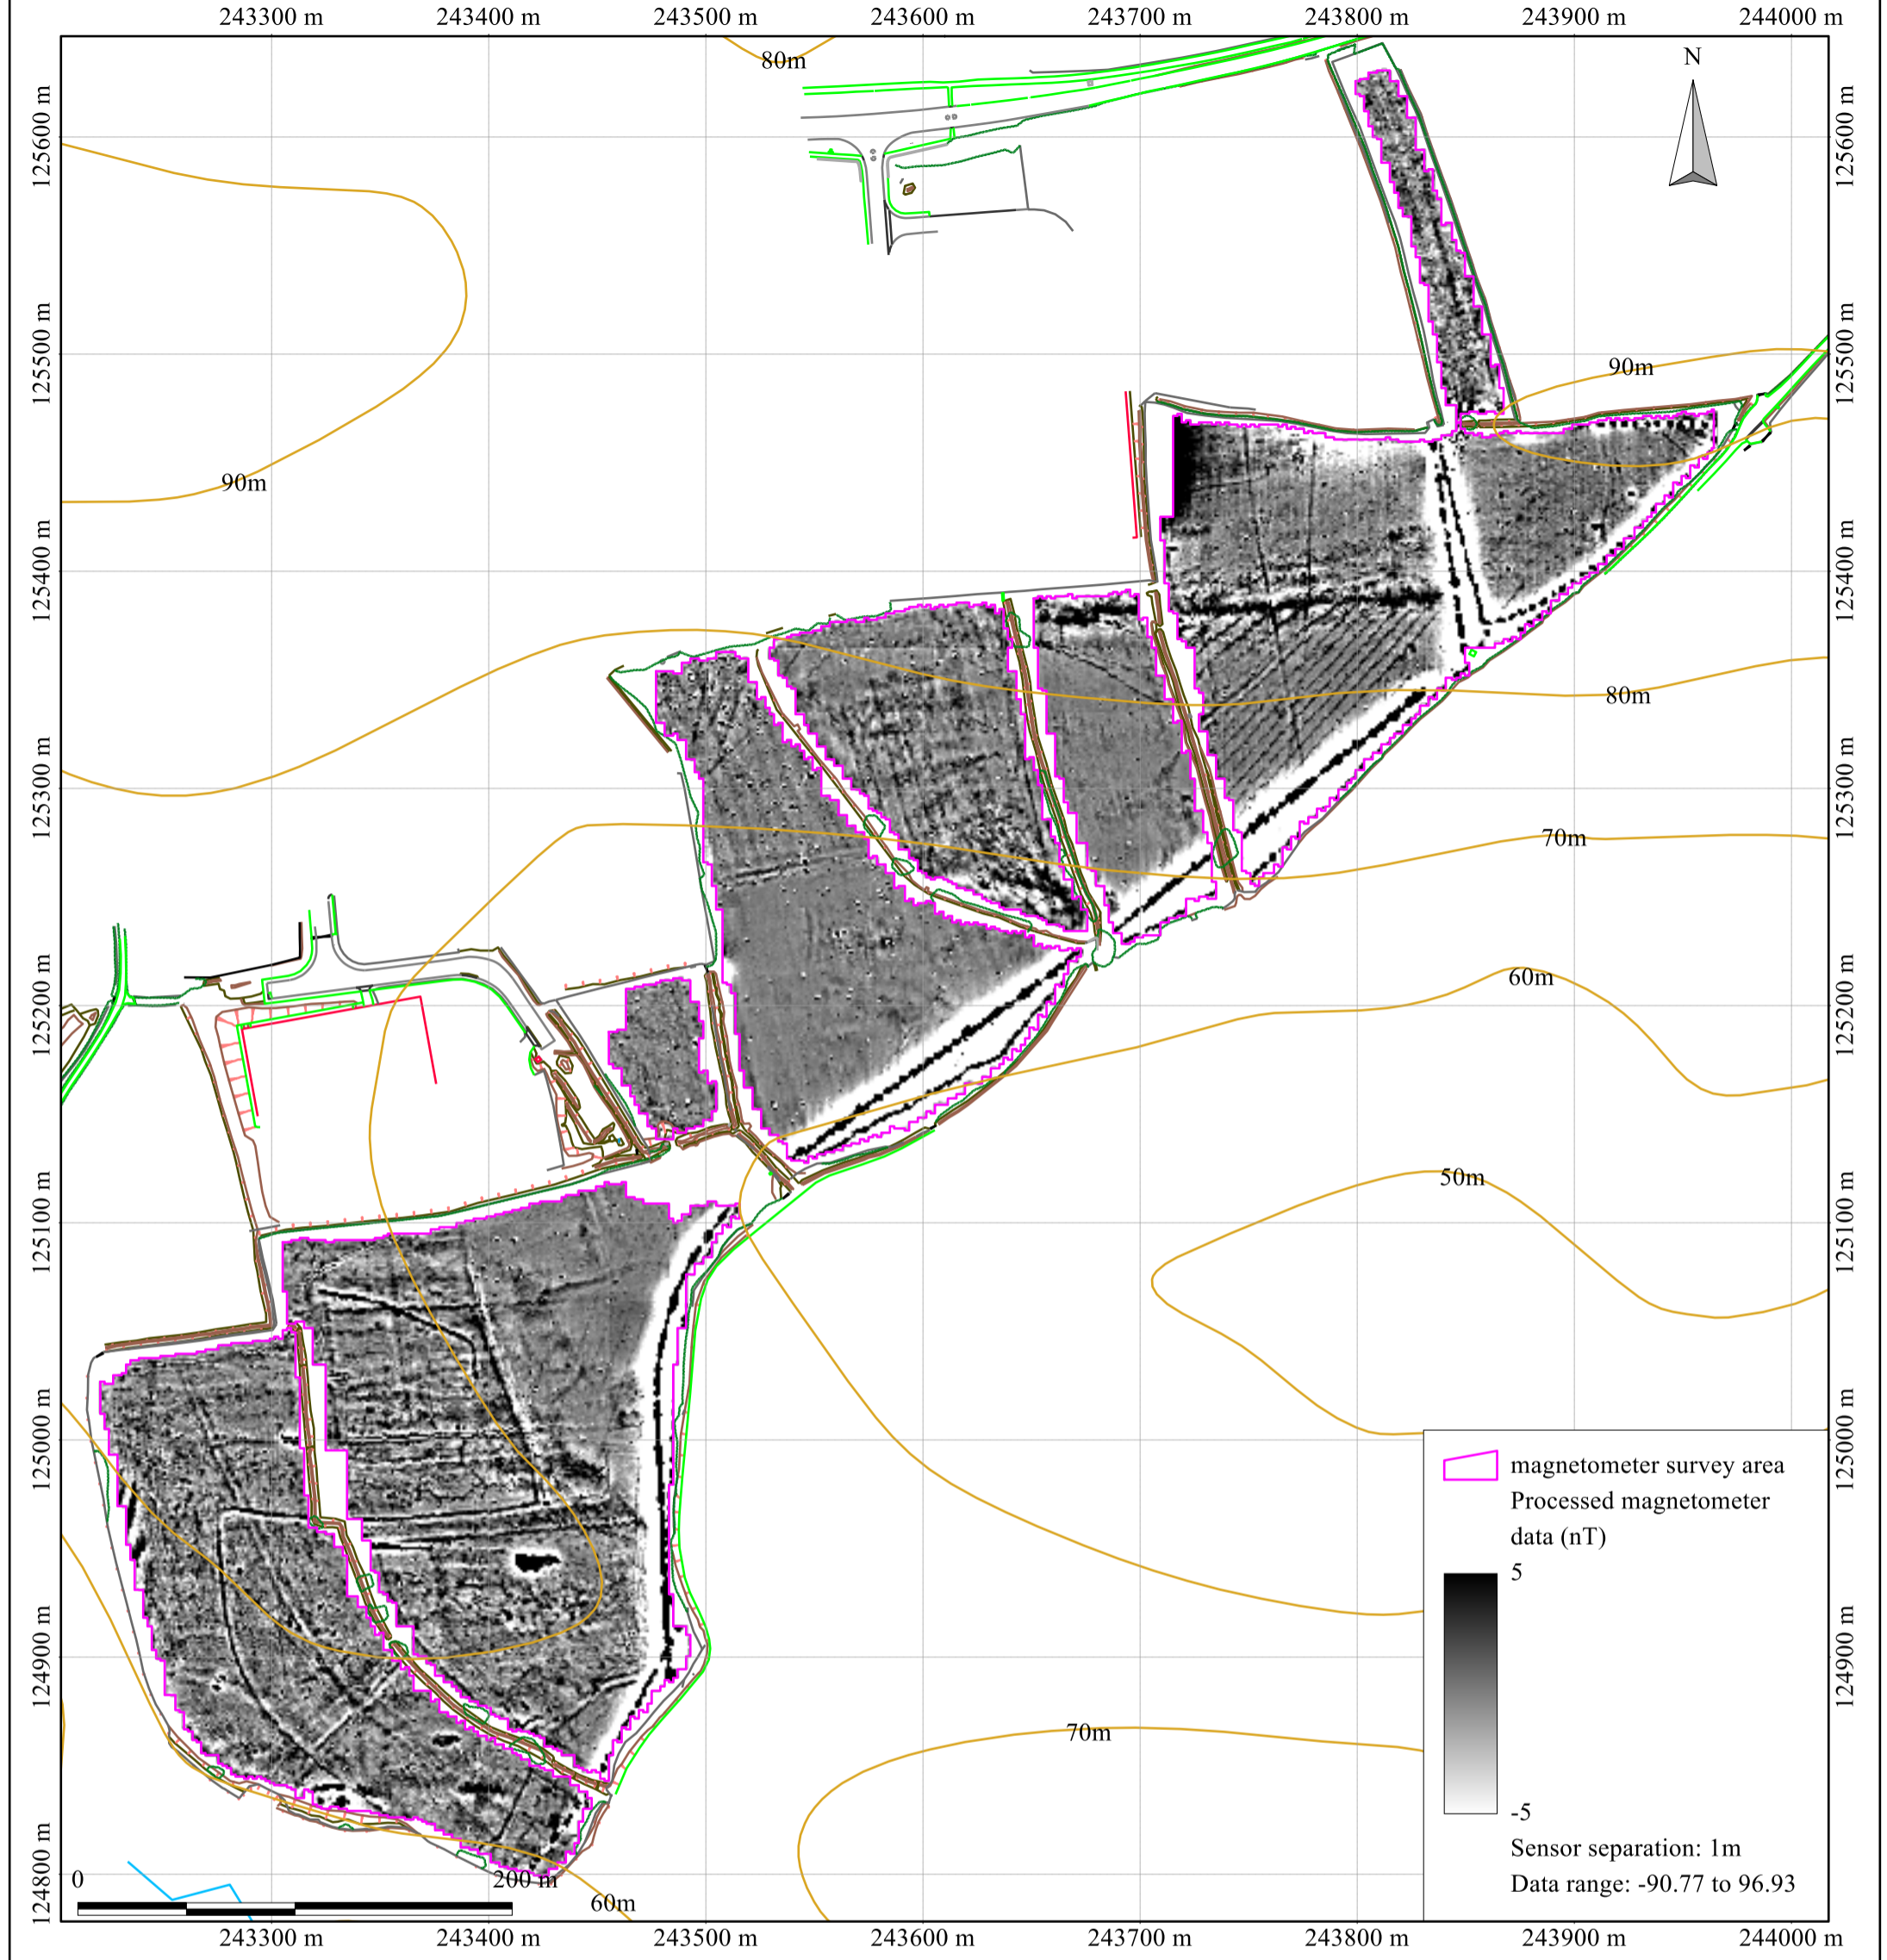 243300 m 243400 m 243500 m 243600 m 243700 m 243800 m 243900 m 244000 m
80m
N
125600 m
125600 m
125500 m
125500 m
90m
90m
125400 m
125400 m
80m
125300 m
125300 m
70m
60m
125200 m
125200 m
50m
125100 m
125100 m
125000 m
125000 m
magnetometer survey area
Processed magnetometer
data (nT)
5
124900 m
124900 m
70m
-5
Sensor separation: 1m
Data range: -90.77 to 96.93
124800 m
124800 m
0 200 m
60m
243300 m 243400 m 243500 m 243600 m 243700 m 243800 m 243900 m 244000 m